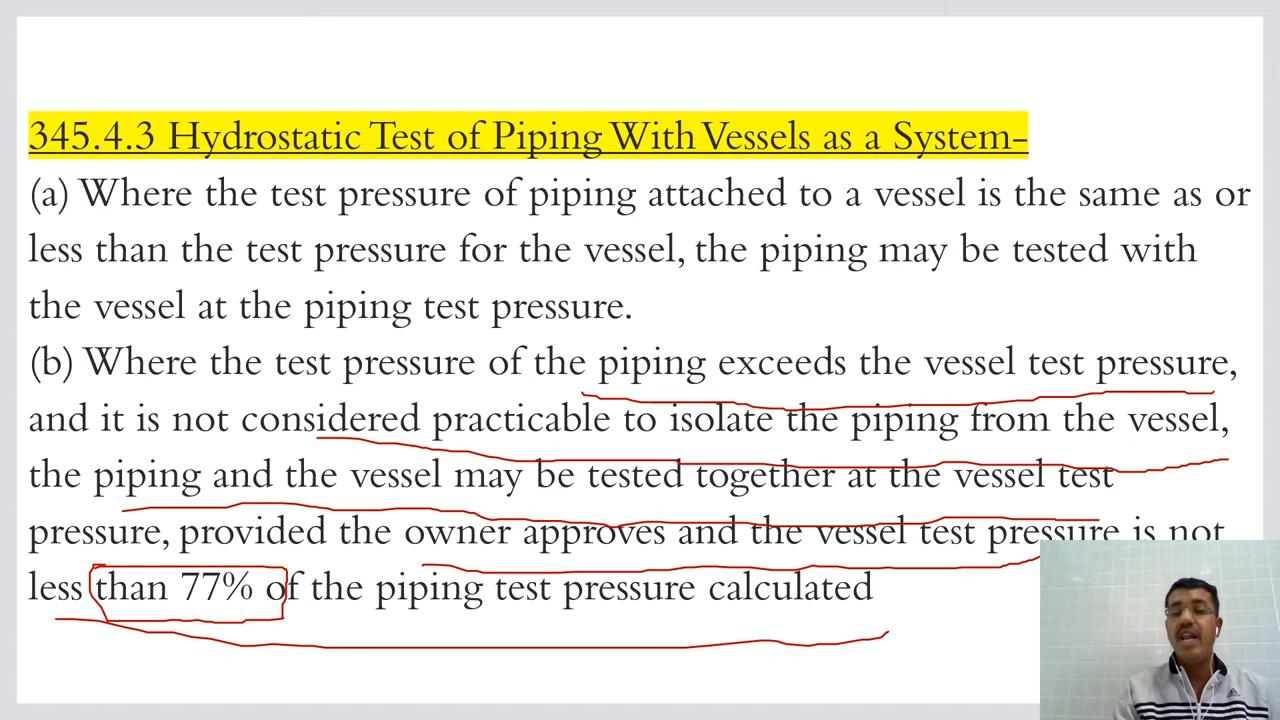 345.4.3 Hydrostatic Test of Piping With Vessels as a System-
(a) Where the test pressure of piping attached to a vessel is the same as or
less than the test pressure for the vessel, the piping may be tested with
the vessel at the piping test pressure.
(b) Where the test pressure of the piping exceeds the vessel test pressure,
and it is not considered practicable to isolate the piping from the vessel,
the piping and the vessel may be tested together at the vessel test
pressure, provided the owner approves and the vessel test pressure is not
less than 77% of the piping test pressure calculated